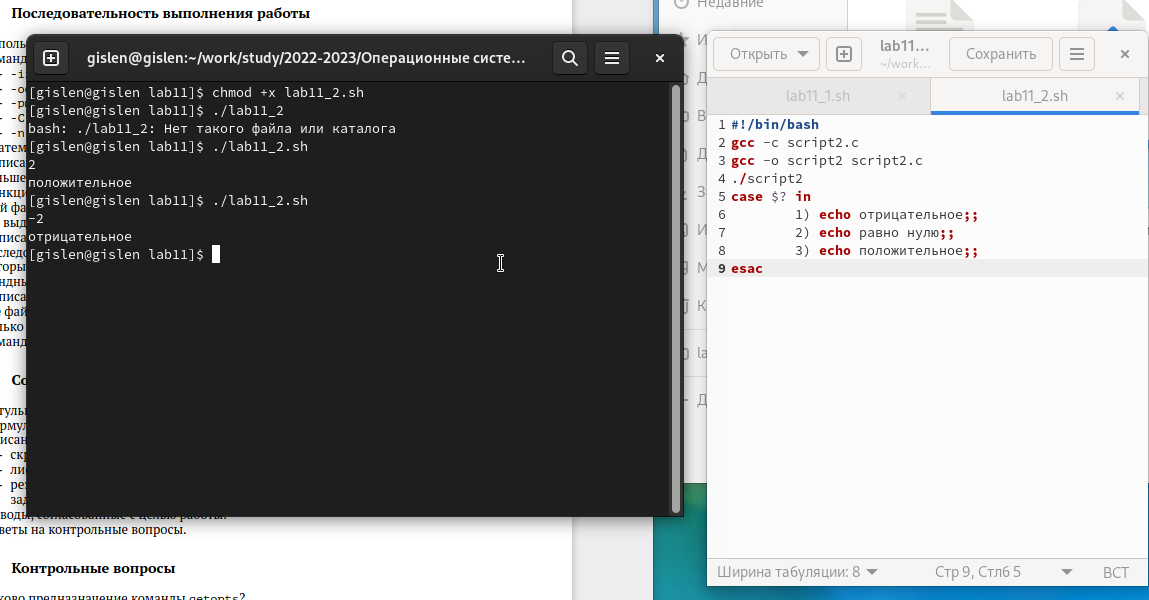 Последовательность выполнения работы
Недавние
gislen@gislen:~/work/study/2022-2023/Операционные систе…
[gislen@gislen lab11]$ chmod +x lab11_2.sh
[gislen@gislen lab11]$ ./lab11_2
bash: ./lab11_2: Нет такого файла или каталога
[gislen@gislen lab11]$ ./lab11_2.sh
2
положительное
[gislen@gislen lab11]$ ./lab11_2.sh
-2
отрицательное
[gislen@gislen lab11]$
Открыть
lab11…
~/work…
Сохранить
lab11_1.sh
lab11_2.sh
1 #!/bin/bash
2 gcc -c script2.c
3 gcc -o script2 script2.c
4 ./script2
5 case $? in
6 1) echo отрицательное;;
7 2) echo равно нулю;;
8 3) echo положительное;;
9 esac
Ширина табуляции: 8
Стр 9, Стлб 5
ВСТ
веты на контрольные вопросы.
Контрольные вопросы
ково предназначение команды getopts?